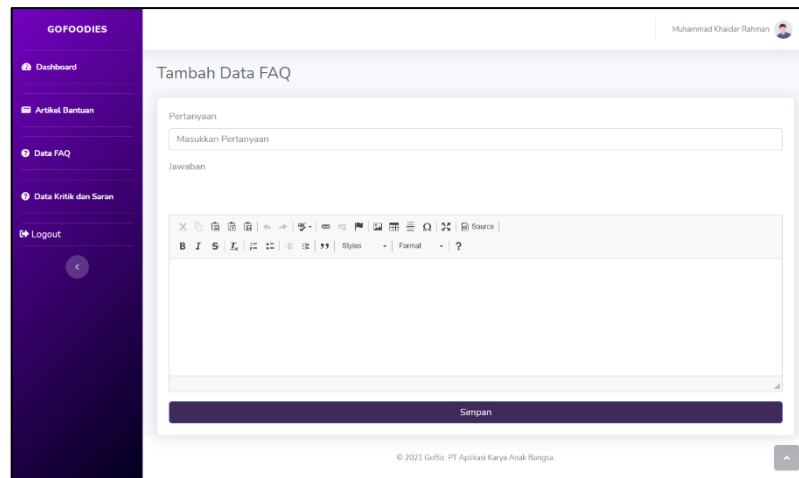 GOFOODIES
Muhammad Khaidar Rahman
Dashboard
Artikel Bantuan
Data FAQ
Data Kritik dan Saran
Logout
Tambah Data FAQ
Pertanyaan
Masukkan Pertanyaan
Jawaban
Source
B I S Ix
Styles
Format
?
Simpan
© 2021 GoBiz. PT Aplikasi Karya Anak Bangsa